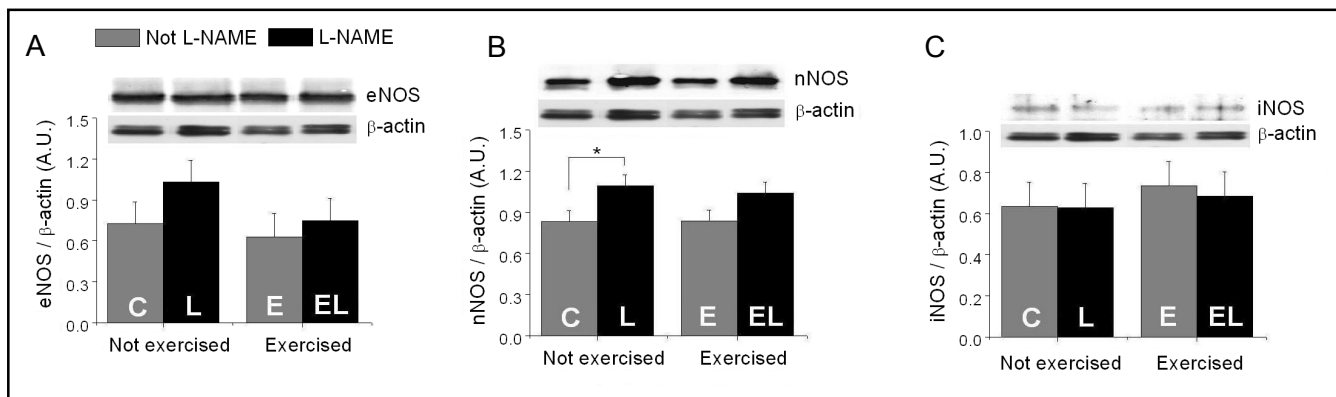 A
Not L-NAME
L-NAME
eNOS
β-actin
eNOS / β-actin (A.U.)
1.5
1.2
0.9
0.6
0.3
0.0
C
L
E
EL
Not exercised
Exercised
B
nNOS
β-actin
nNOS / β-actin (A.U.)
1.5
1.2
0.9
0.6
0.3
0.0
*
C
L
E
EL
Not exercised
Exercised
C
iNOS
β-actin
iNOS / β-actin (A.U.)
1.0
0.8
0.6
0.4
0.2
0.0
C
L
E
EL
Not exercised
Exercised